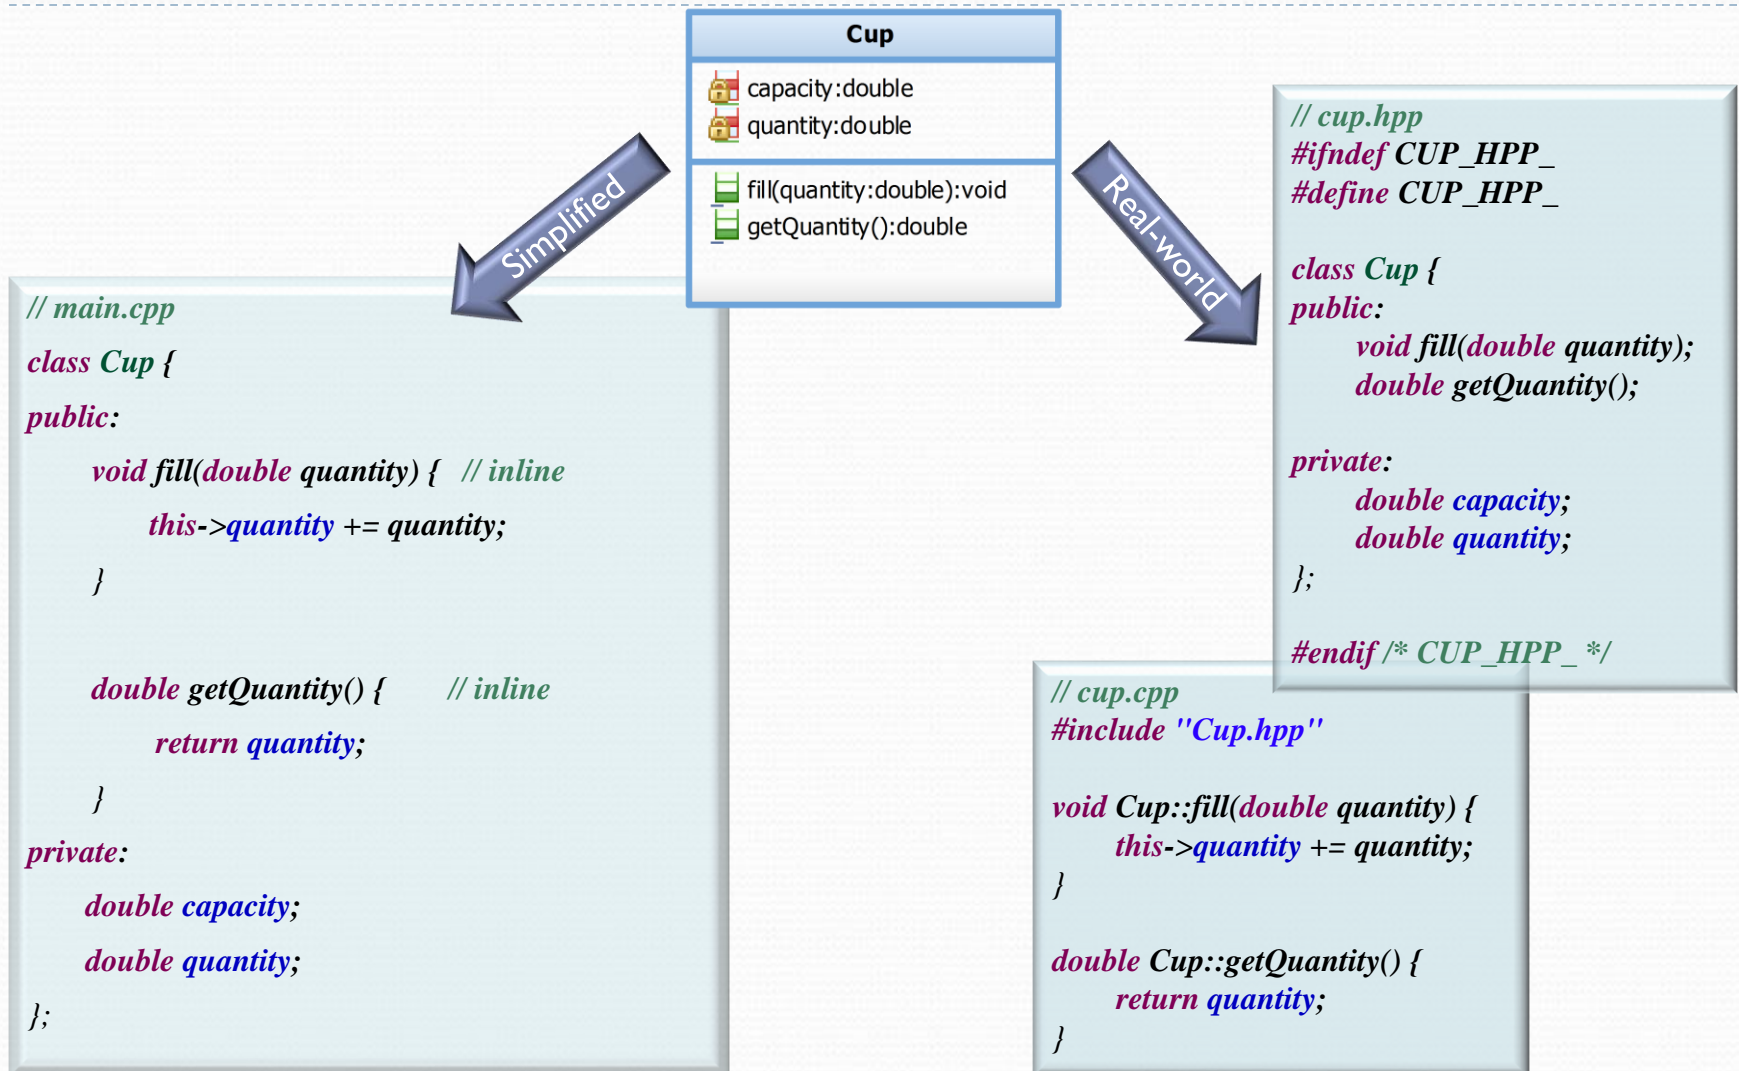 Cup
capacity:double
quantity:double
fill(quantity:double):void
getQuantity():double
Simplified
Real-world
// main.cpp
class Cup {
public:
void fill(double quantity) { // inline
this->quantity += quantity;
}
double getQuantity() { // inline
return quantity;
}
private:
double capacity;
double quantity;
};
// cup.hpp
#ifndef CUP_HPP_
#define CUP_HPP_
class Cup {
public:
void fill(double quantity);
double getQuantity();
private:
double capacity;
double quantity;
};
#endif /* CUP_HPP_ */
// cup.cpp
#include "Cup.hpp"
void Cup::fill(double quantity) {
this->quantity += quantity;
}
double Cup::getQuantity() {
return quantity;
}